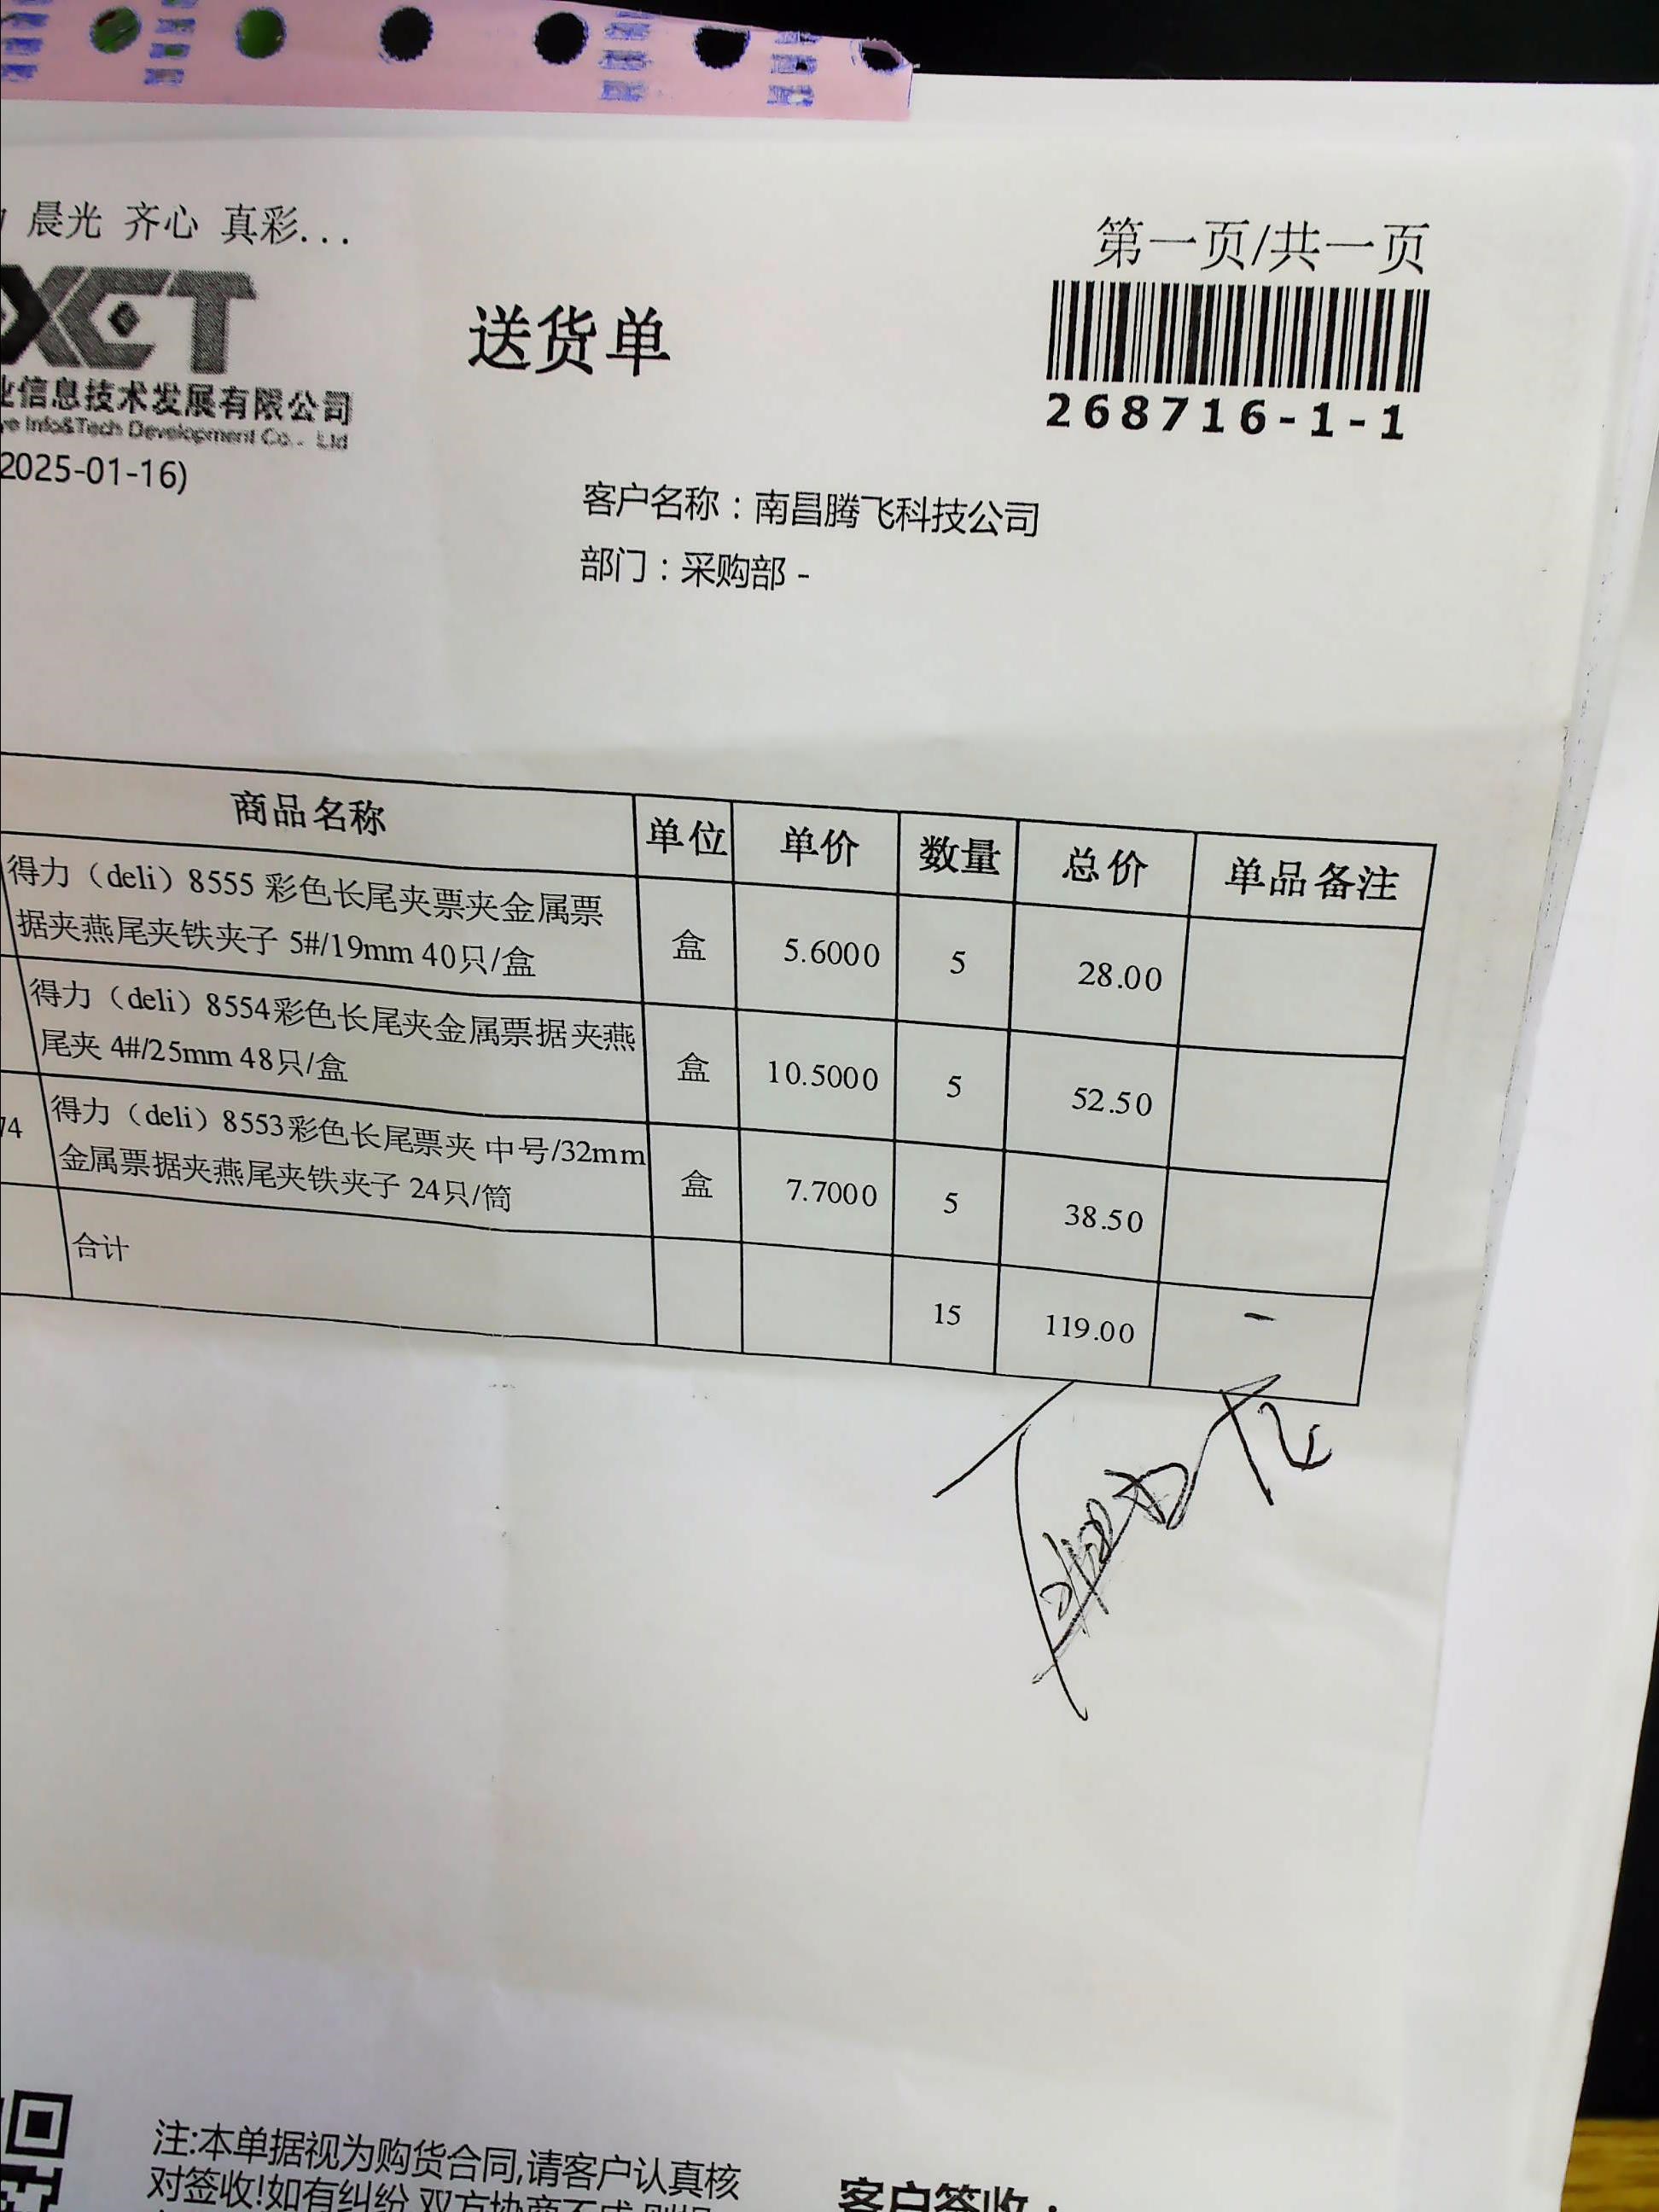 晨光 齐心 真彩...
第一页/共一页
XCT
送货单
业信息技术发展有限公司
ye Info&Tech Development Co.. Ltd
268716-1-1
2025-01-16)
客户名称：南昌腾飞科技公司
部门：采购部 -
商品名称 单位 单价 数量 总价 单品备注
得力（deli）8555 彩色长尾夹票夹金属票
据夹燕尾夹铁夹子 5#/19mm 40只/盒 盒 5.6000 5 28.00
得力（deli）8554彩色长尾夹金属票据夹燕
尾夹 4#/25mm 48只/盒 盒 10.5000 5 52.50
74 得力（deli）8553彩色长尾票夹 中号/32mm
金属票据夹燕尾夹铁夹子 24只/筒 盒 7.7000 5 38.50
合计 15 119.00
注:本单据视为购货合同,请客户认真核
对签收!如有纠纷,双方协商不成,则提
客户签收：